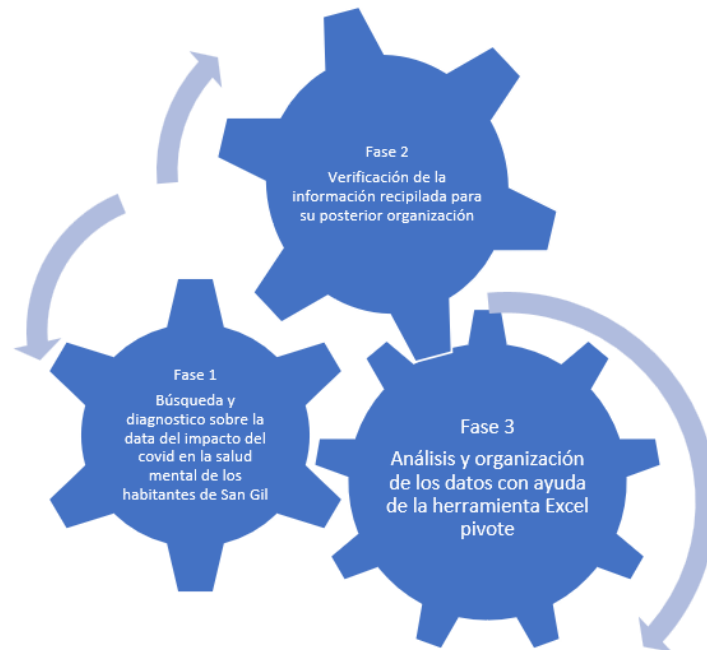 Fase 2
Verificación de la
información recipilada para
su posterior organización
Fase 1
Búsqueda y
diagnostico sobre la
data del impacto del
covid en la salud
mental de los
habitantes de San Gil
Fase 3
Análisis y organización
de los datos con ayuda
de la herramienta Excel
pivote